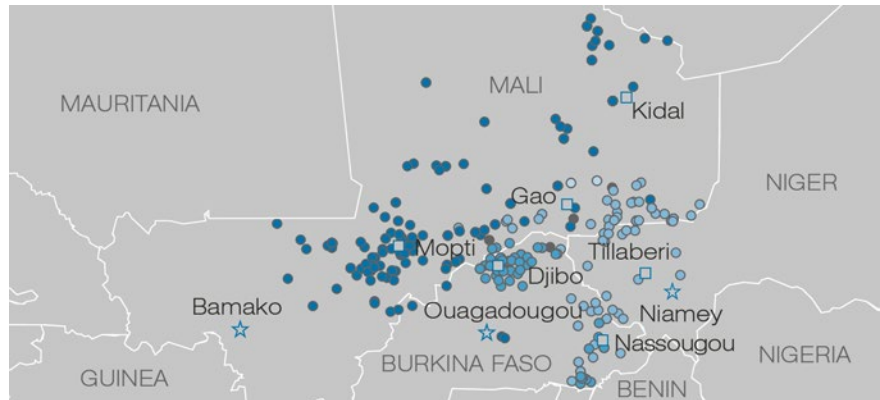 MALI
MAURITANIA
Kidal
NIGER
Gao
Mopti
Tillaberi
Djibo
Bamako
Ouagadougou
Niamey
Nassougou
NIGERIA
BURKINA FASO
GUINEA
BENIN